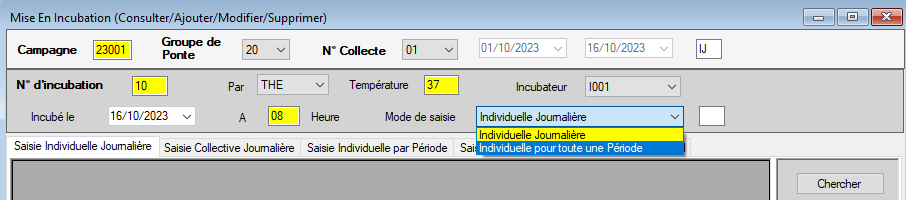 Mise En Incubation (Consulter/Ajouter/Modifier/Supprimer)
Campagne 23001 Groupe de Ponte 20 N° Collecte 01 01/10/2023 16/10/2023 IJ
N° d'incubation 10 Par THE Température 37 Incubateur I001
Incubé le 16/10/2023 A 08 Heure Mode de saisie Individuelle Journalière
Individuelle Journalière
Individuelle pour toute une Période
Saisie Individuelle Journalière Saisie Collective Journalière Saisie Individuelle par Période Sais
Chercher